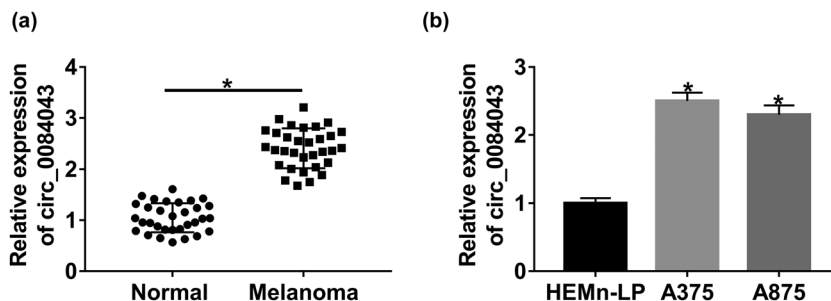 (a)
Relative expression
of circ_0084043
4
3
2
1
0
*
Normal Melanoma
(b)
Relative expression
of circ_0084043
3
2
1
0
*
*
HEMn-LP A375 A875